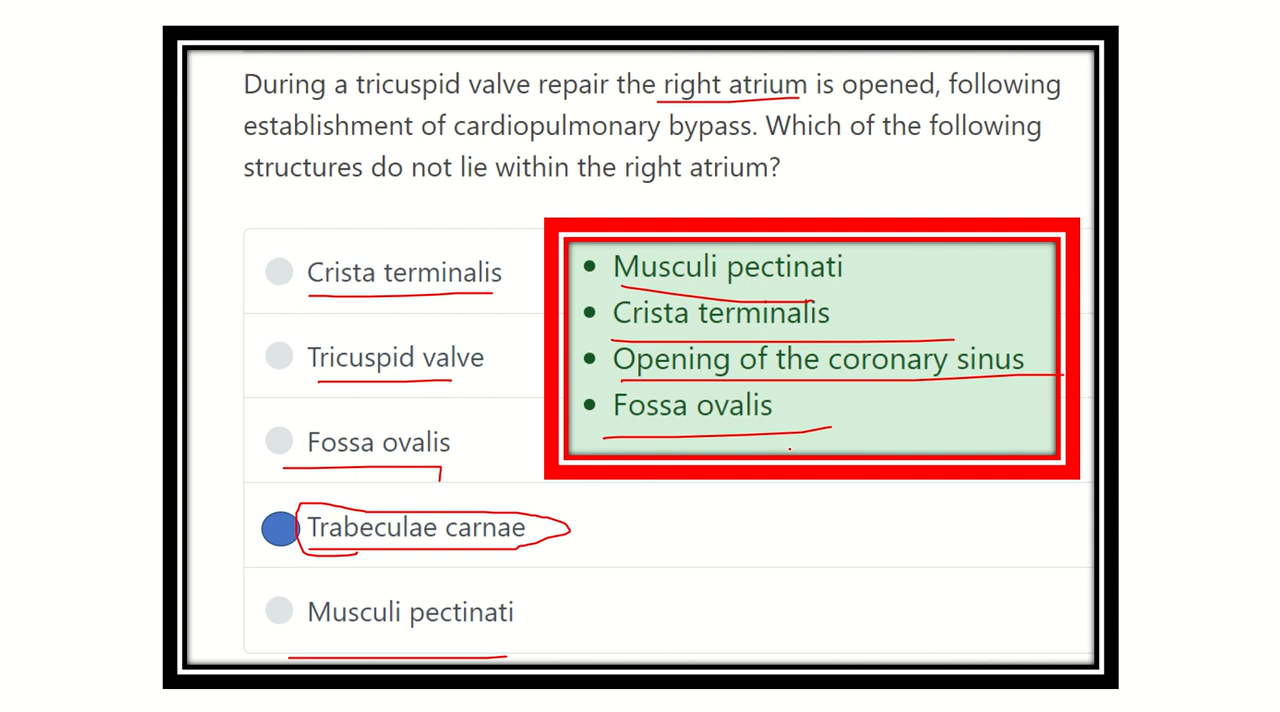 During a tricuspid valve repair the right atrium is opened, following
establishment of cardiopulmonary bypass. Which of the following
structures do not lie within the right atrium?
Crista terminalis
Tricuspid valve
Fossa ovalis
Trabeculae carnae
Musculi pectinati
• Musculi pectinati
• Crista terminalis
• Opening of the coronary sinus
• Fossa ovalis